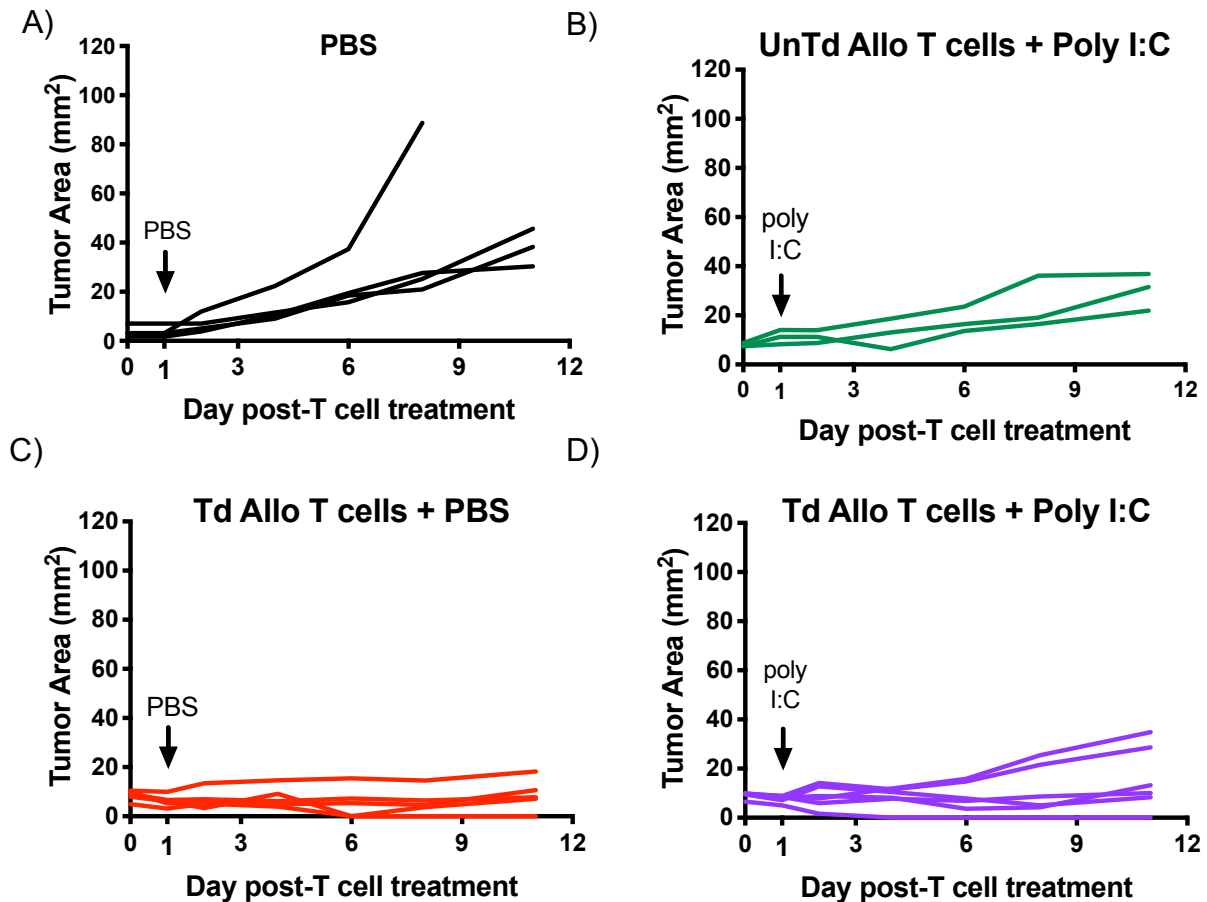 A)
PBS
Tumor Area (mm²)
120
100
80
60
40
20
0
PBS
0
1
3
6
9
12
Day post-T cell treatment
B)
UnTd Allo T cells + Poly I:C
Tumor Area (mm²)
120
100
80
60
40
20
0
poly
I:C
0
1
3
6
9
12
Day post-T cell treatment
C)
Td Allo T cells + PBS
Tumor Area (mm²)
120
100
80
60
40
20
0
PBS
0
1
3
6
9
12
Day post-T cell treatment
D)
Td Allo T cells + Poly I:C
Tumor Area (mm²)
120
100
80
60
40
20
0
poly
I:C
0
1
3
6
9
12
Day post-T cell treatment